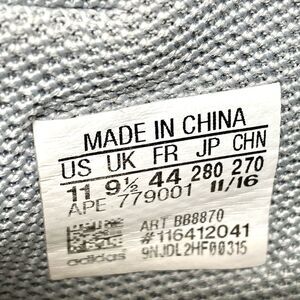 MADE IN CHINA
US UK FR JP CHN
11 9½ 44 280 270
APE 779001 11/16
ART BB8870
#116412041
9NJDL2HF00315
adidas